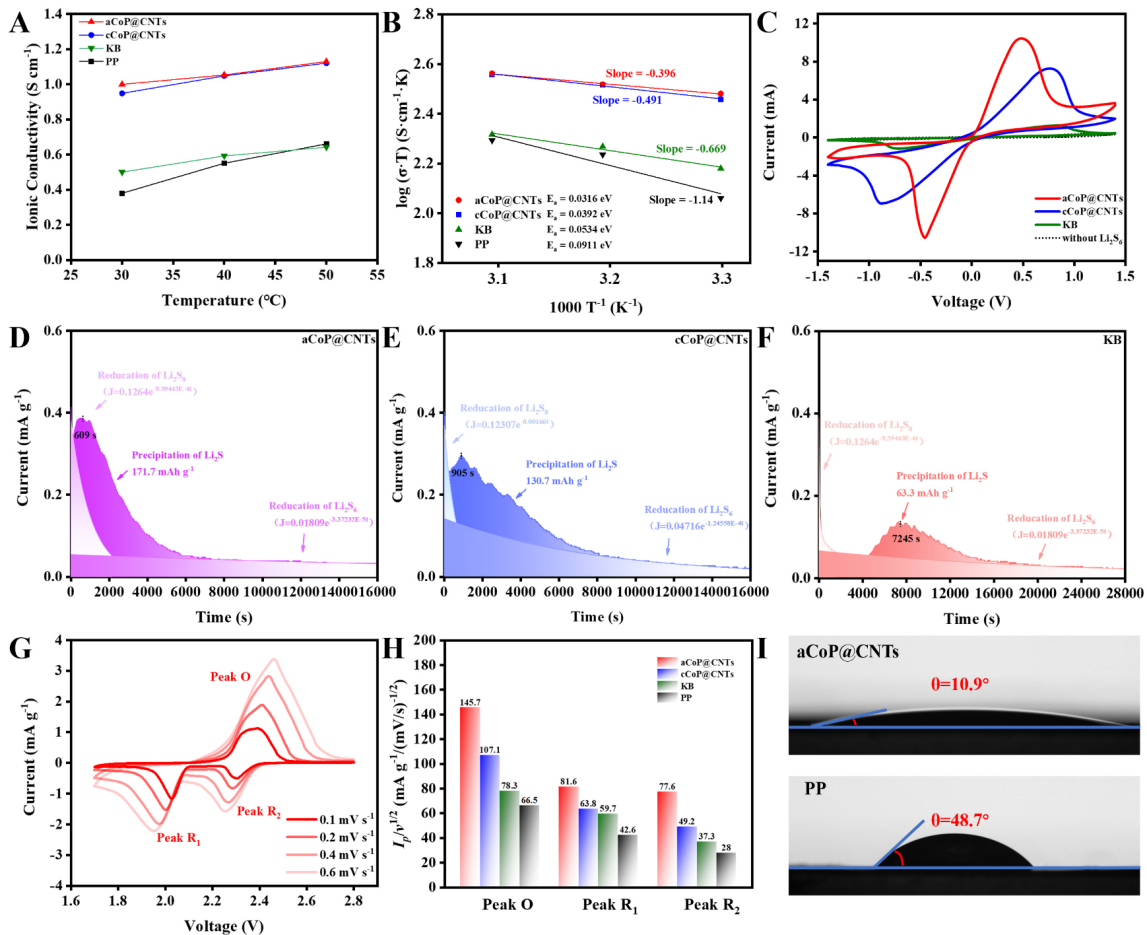 A
aCoP@CNTs
cCoP@CNTs
KB
PP
Ionic Conductivity (S cm⁻¹)
1.4
1.2
1.0
0.8
0.6
0.4
0.2
0.0
25 30 35 40 45 50 55
Temperature (℃)
B
log (σ·T) (S·cm⁻¹·K)
3.0
2.8
2.6
2.4
2.2
2.0
1.8
Slope = -0.396
Slope = -0.491
Slope = -0.669
Slope = -1.14
aCoP@CNTs Eₐ = 0.0316 eV
cCoP@CNTs Eₐ = 0.0392 eV
KB Eₐ = 0.0534 eV
PP Eₐ = 0.0911 eV
3.1 3.2 3.3
1000 T⁻¹ (K⁻¹)
C
Current (mA)
12
8
4
0
-4
-8
-12
aCoP@CNTs
cCoP@CNTs
KB
without Li₂S₆
-1.4 -1.0 -0.5 0.0 0.5 1.0 1.4
Voltage (V)
D
aCoP@CNTs
Current (mA g⁻¹)
0.6
0.4
0.2
0.0
Reducation of Li₂S₈
609 s
Precipitation of Li₂S
171.7 mAh g⁻¹
Reducation of Li₂S₆
0 2000 4000 6000 8000 10000 12000 14000 16000
Time (s)
E
cCoP@CNTs
Current (mA g⁻¹)
0.6
0.4
0.2
0.0
Reducation of Li₂S₈
905 s
Precipitation of Li₂S
130.7 mAh g⁻¹
Reducation of Li₂S₆
0 2000 4000 6000 8000 10000 12000 14000 16000
Time (s)
F
KB
Current (mA g⁻¹)
0.6
0.4
0.2
0.0
Reducation of Li₂S₈
Precipitation of Li₂S
63.3 mAh g⁻¹
7245 s
Reducation of Li₂S₆
0 4000 8000 12000 16000 20000 24000 28000
Time (s)
G
Current (mA g⁻¹)
4
3
2
1
0
-1
-2
-3
-4
Peak O
Peak R₂
Peak R₁
0.1 mV s⁻¹
0.2 mV s⁻¹
0.4 mV s⁻¹
0.6 mV s⁻¹
1.6 1.8 2.0 2.2 2.4 2.6 2.8
Voltage (V)
H
Iₚ/v¹ᐟ² (mA g⁻¹/(mV/s)⁻¹ᐟ²)
200
180
160
140
120
100
80
60
40
20
0
aCoP@CNTs
cCoP@CNTs
KB
PP
145.7 107.1 78.3 66.5
81.6 63.8 59.7 42.6
77.6 49.2 37.3 28
Peak O Peak R₁ Peak R₂
I
aCoP@CNTs
θ=10.9°
PP
θ=48.7°